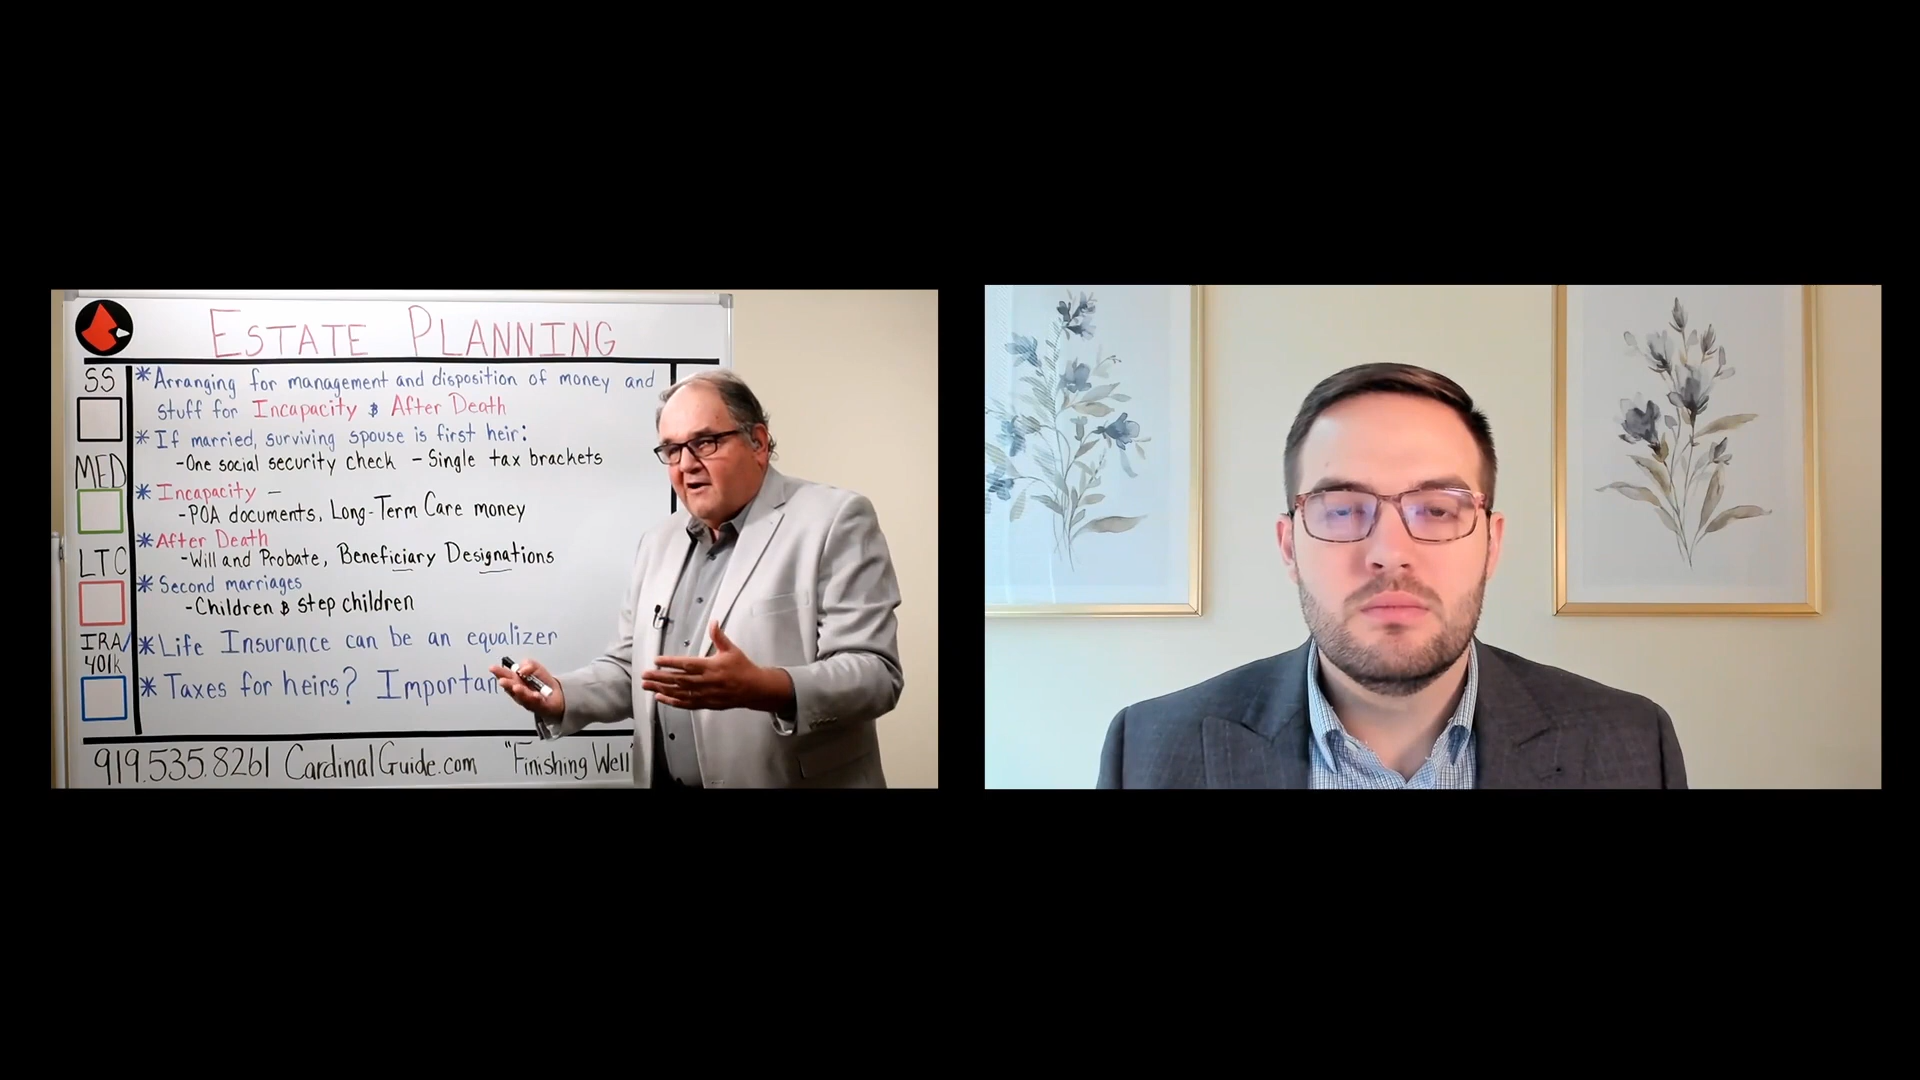 ESTATE PLANNING
SS
* Arranging for management and disposition of money and
stuff for Incapacity & After Death
* If married, surviving spouse is first heir:
-One social security check - Single tax brackets
MED
* Incapacity -
-POA documents, Long-Term Care money
* After Death
-Will and Probate, Beneficiary Designations
LTC
* Second marriages
-Children & step children
IRA/
401k
* Life Insurance can be an equalizer
* Taxes for heirs? Importan
919.535.8261 CardinalGuide.com "Finishing Well"